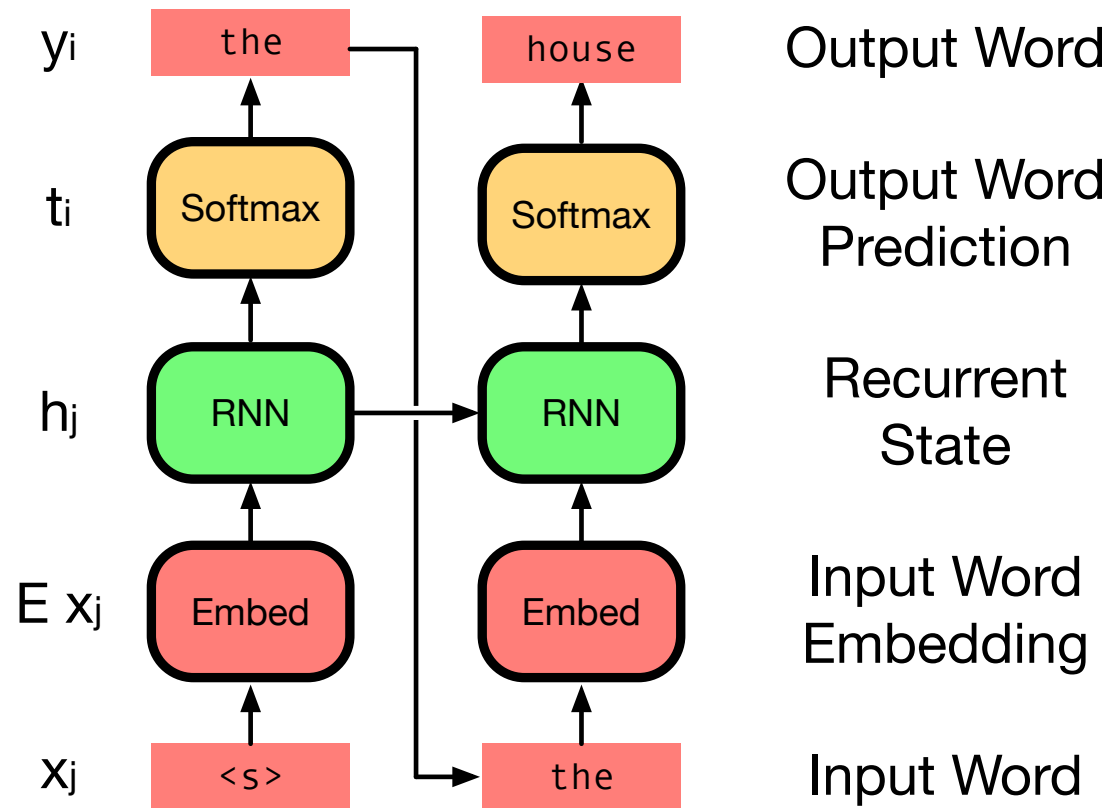 yi the house Output Word
ti Softmax Softmax Output Word
Prediction
hj RNN RNN Recurrent
State
E xj Embed Embed Input Word
Embedding
xj <s> the Input Word